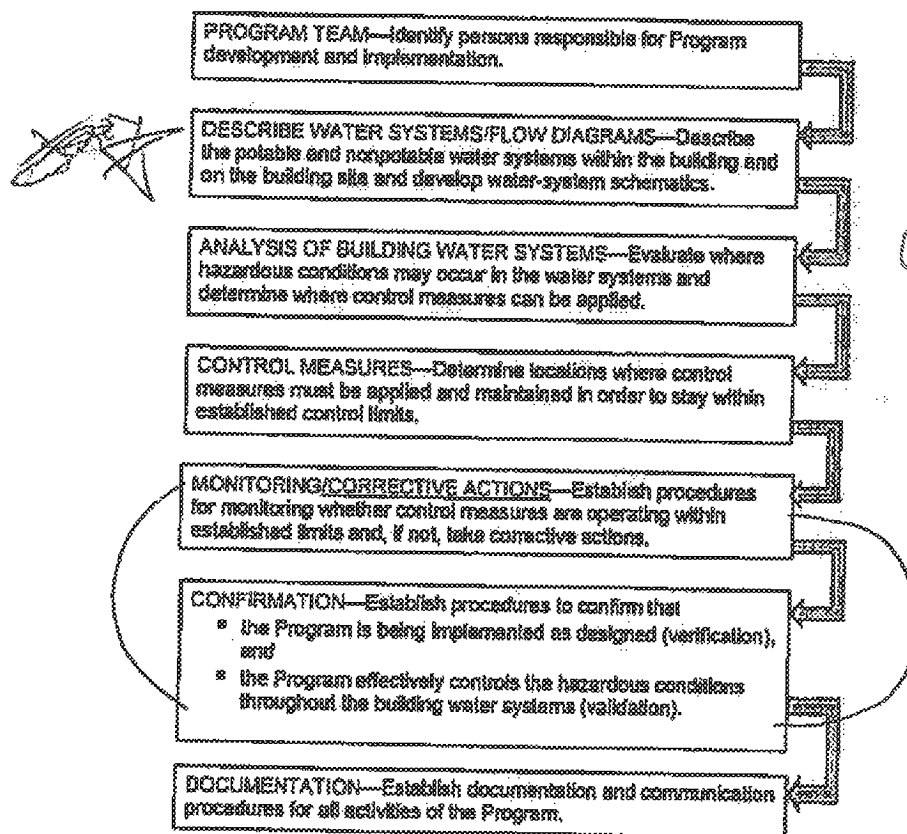 PROGRAM TEAM—Identify persons responsible for Program
development and implementation.
DESCRIBE WATER SYSTEMS/FLOW DIAGRAMS—Describe
the potable and nonpotable water systems within the building and
on the building site and develop water-system schematics.
ANALYSIS OF BUILDING WATER SYSTEMS—Evaluate where
hazardous conditions may occur in the water systems and
determine where control measures can be applied.
CONTROL MEASURES—Determine locations where control
measures must be applied and maintained in order to stay within
established control limits.
MONITORING/CORRECTIVE ACTIONS—Establish procedures
for monitoring whether control measures are operating within
established limits and, if not, take corrective actions.
CONFIRMATION—Establish procedures to confirm that
▪ the Program is being implemented as designed (verification),
and
▪ the Program effectively controls the hazardous conditions
throughout the building water systems (validation).
DOCUMENTATION—Establish documentation and communication
procedures for all activities of the Program.